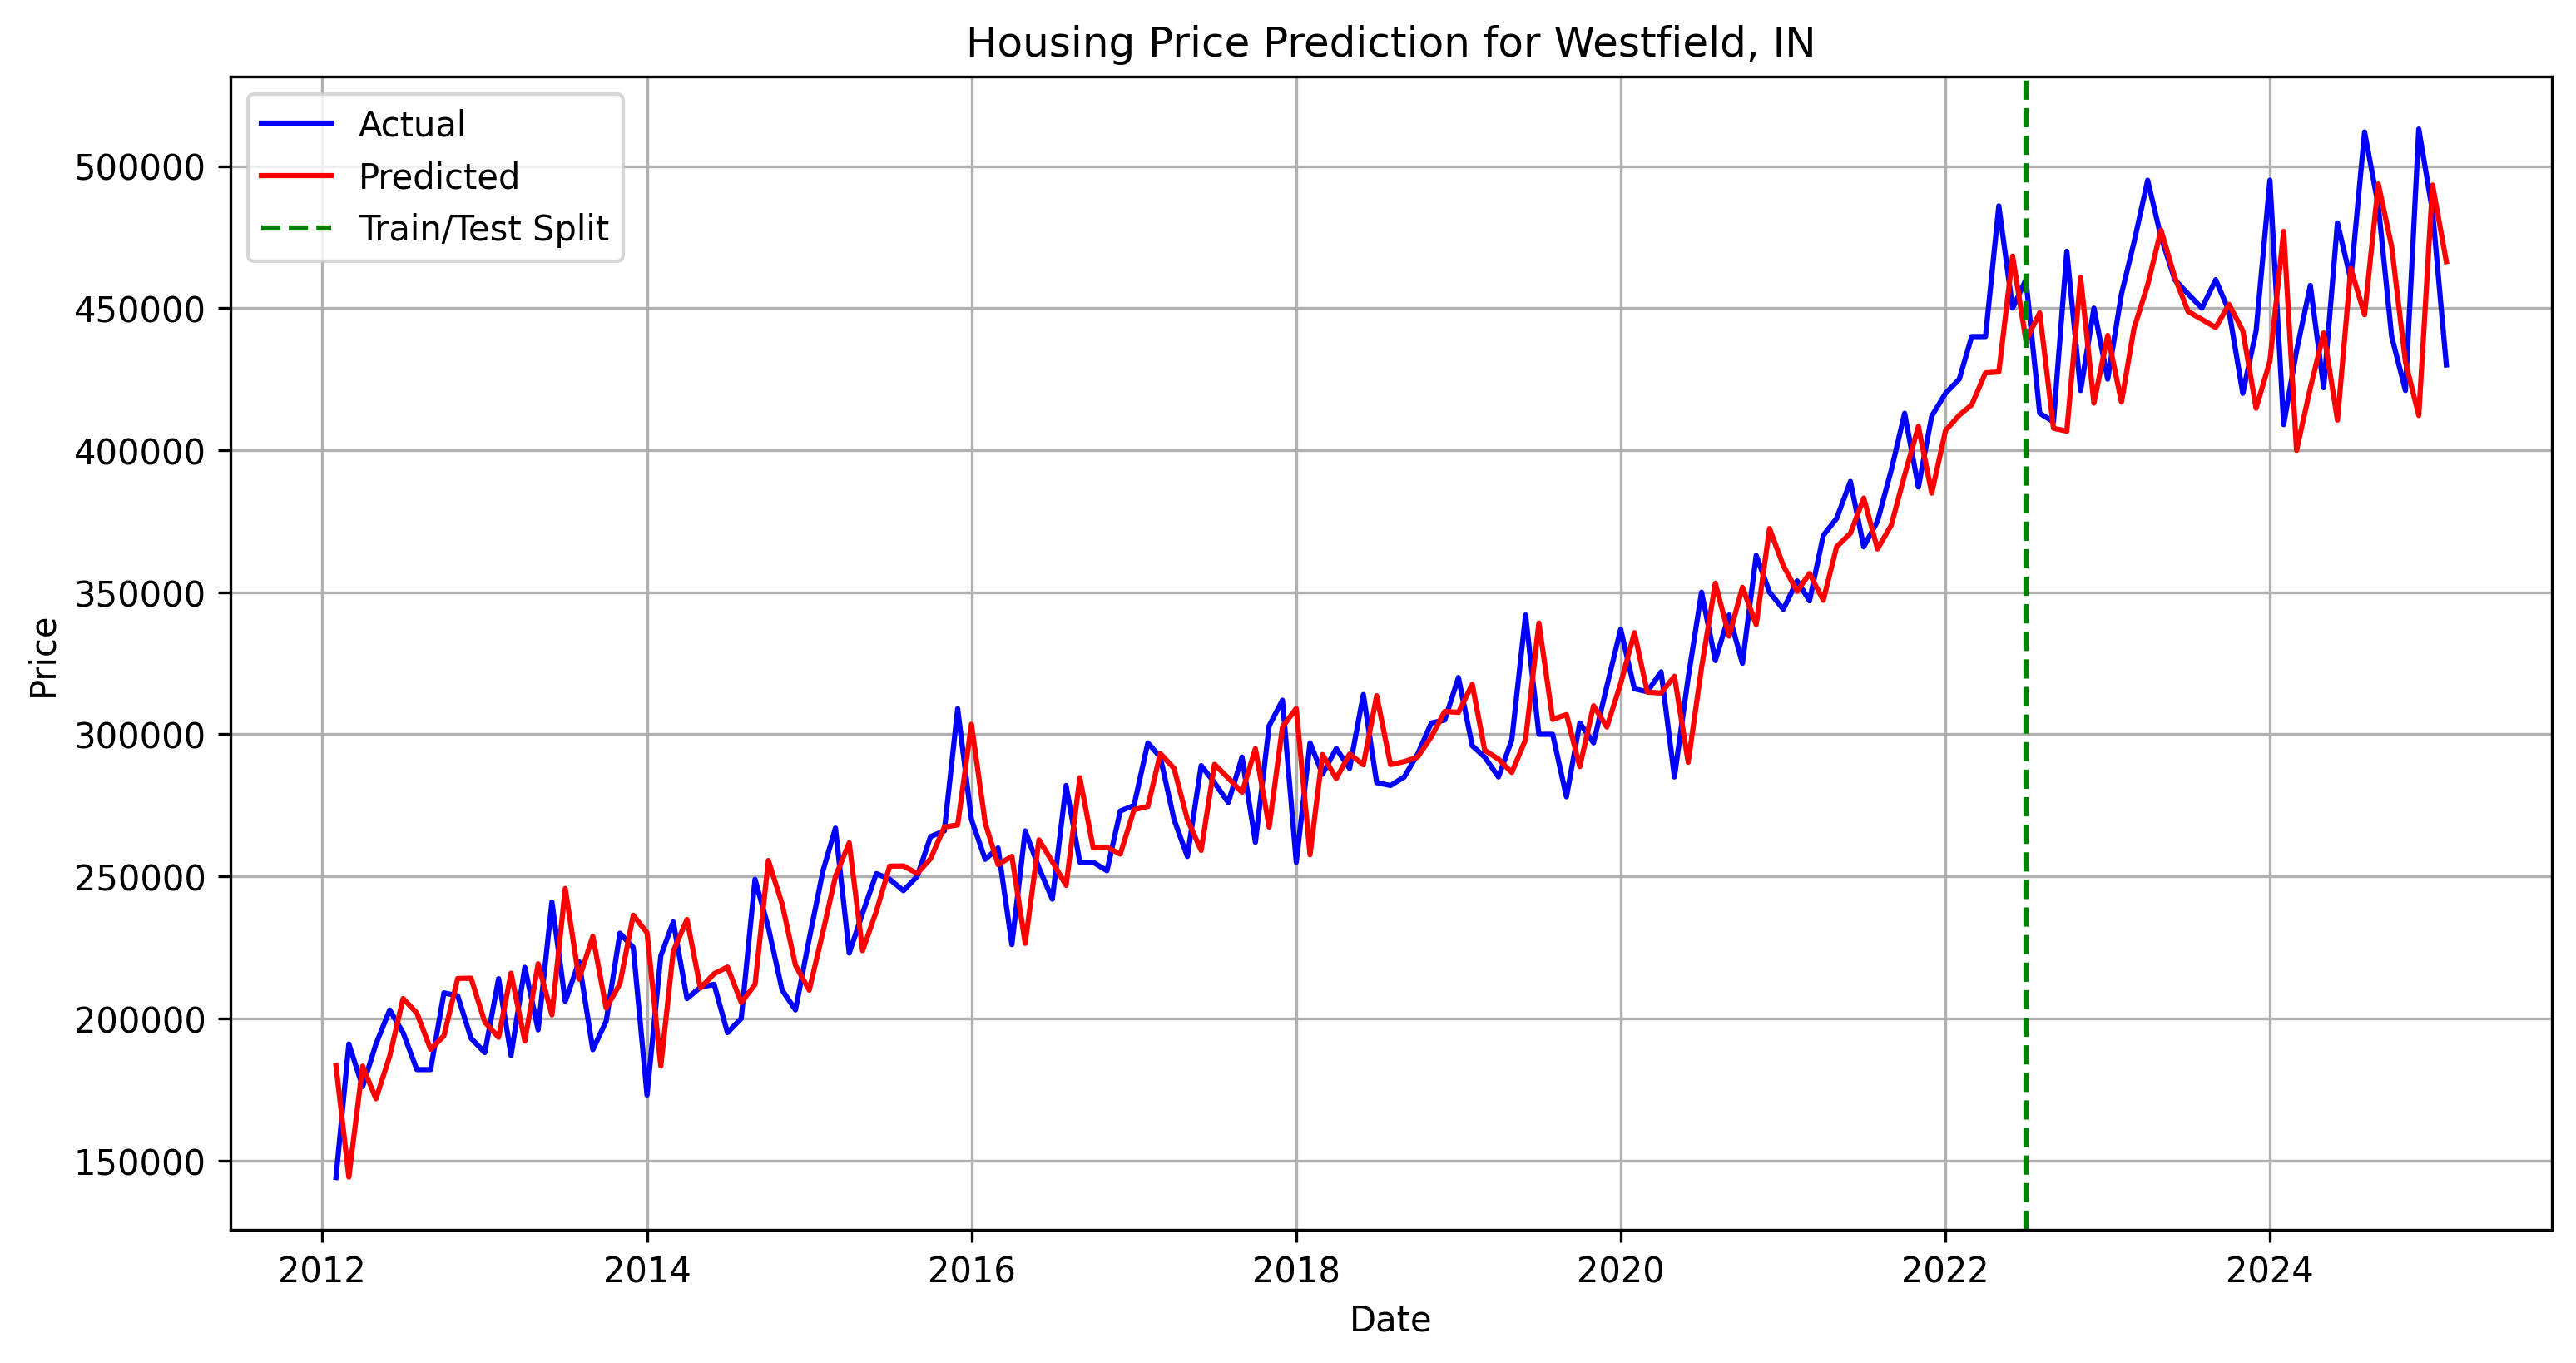 Housing Price Prediction for Westfield, IN
Actual
Predicted
Train/Test Split
500000
450000
400000
350000
300000
250000
200000
150000
Price
2012 2014 2016 2018 2020 2022 2024
Date